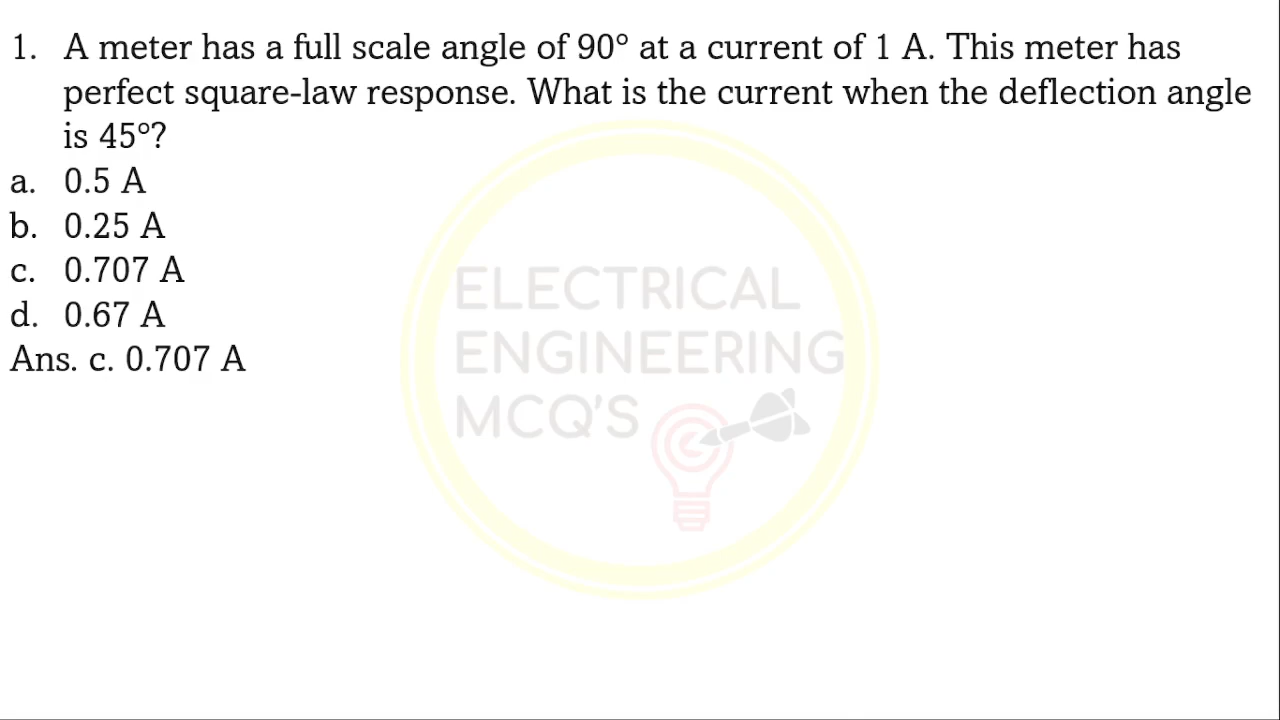 1. A meter has a full scale angle of 90° at a current of 1 A. This meter has
perfect square-law response. What is the current when the deflection angle
is 45°?
a. 0.5 A
b. 0.25 A
c. 0.707 A
d. 0.67 A
Ans. c. 0.707 A
ELECTRICAL
ENGINEERING
MCQ'S